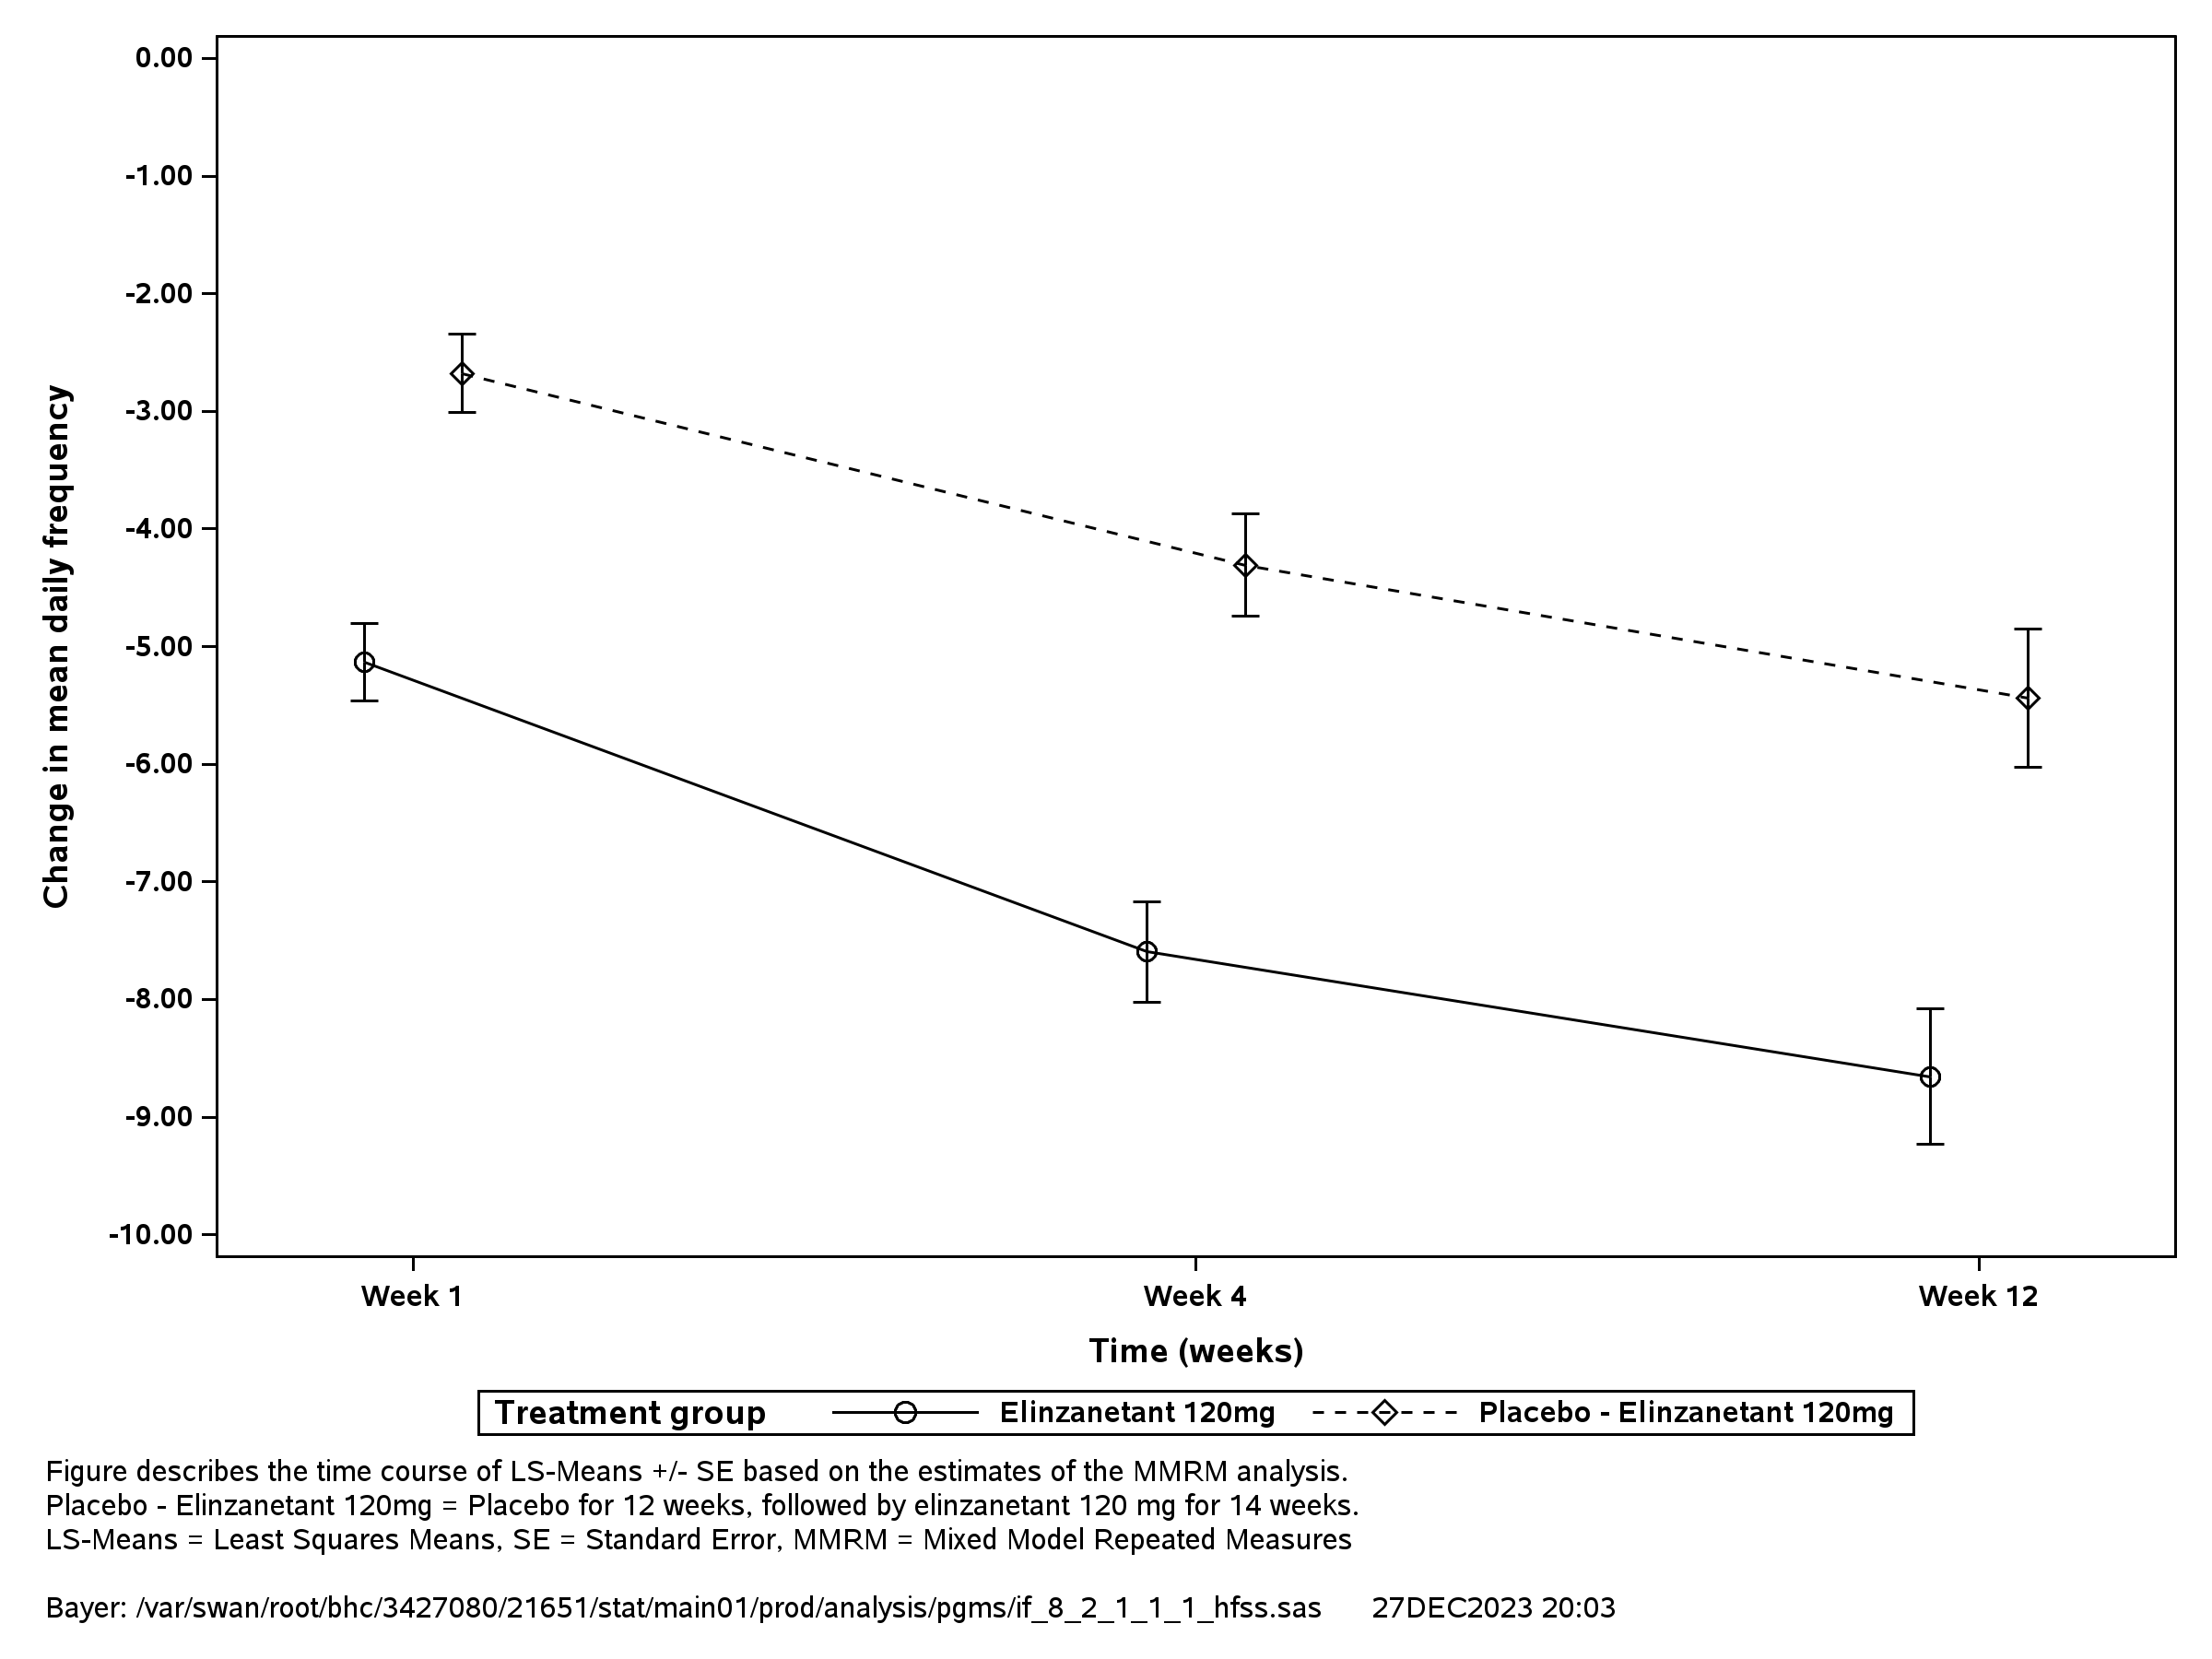 0.00
-1.00
-2.00
-3.00
-4.00
-5.00
-6.00
-7.00
-8.00
-9.00
-10.00
Change in mean daily frequency
Week 1 Week 4 Week 12
Time (weeks)
Treatment group Elinzanetant 120mg Placebo - Elinzanetant 120mg
Figure describes the time course of LS-Means +/- SE based on the estimates of the MMRM analysis.
Placebo - Elinzanetant 120mg = Placebo for 12 weeks, followed by elinzanetant 120 mg for 14 weeks.
LS-Means = Least Squares Means, SE = Standard Error, MMRM = Mixed Model Repeated Measures
Bayer: /var/swan/root/bhc/3427080/21651/stat/main01/prod/analysis/pgms/if_8_2_1_1_1_hfss.sas 27DEC2023 20:03